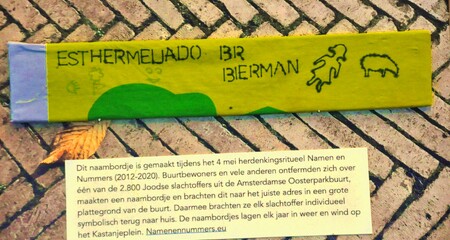 ESTHERMELJADO BR
BIERMAN
Dit naambordje is gemaakt tijdens het 4 mei herdenkingsritueel Namen en
Nummers (2012-2020). Buurtbewoners en vele anderen ontfermden zich over
één van de 2.800 Joodse slachtoffers uit de Amsterdamse Oosterparkbuurt,
maakten een naambordje en brachten dit naar het juiste adres in een grote
plattegrond van de buurt. Daarmee brachten ze elk slachtoffer individueel
symbolisch terug naar huis. De naambordjes lagen elk jaar in weer en wind op
het Kastanjeplein. Namenennummers.eu